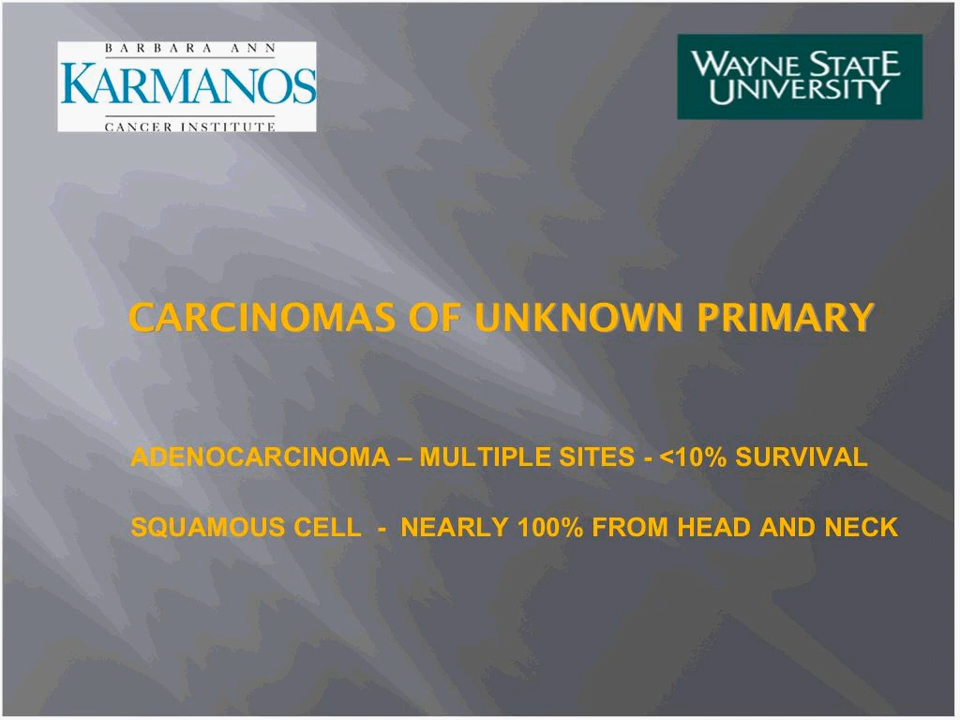 BARBARA ANN
KARMANOS
CANCER INSTITUTE
WAYNE STATE
UNIVERSITY
CARCINOMAS OF UNKNOWN PRIMARY
ADENOCARCINOMA – MULTIPLE SITES - <10% SURVIVAL
SQUAMOUS CELL - NEARLY 100% FROM HEAD AND NECK